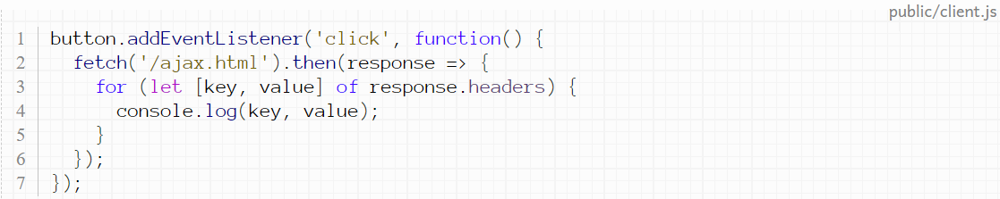 public/client.js
1 button.addEventListener('click', function() {
2   fetch('/ajax.html').then(response => {
3     for (let [key, value] of response.headers) {
4       console.log(key, value);
5     }
6   });
7 });